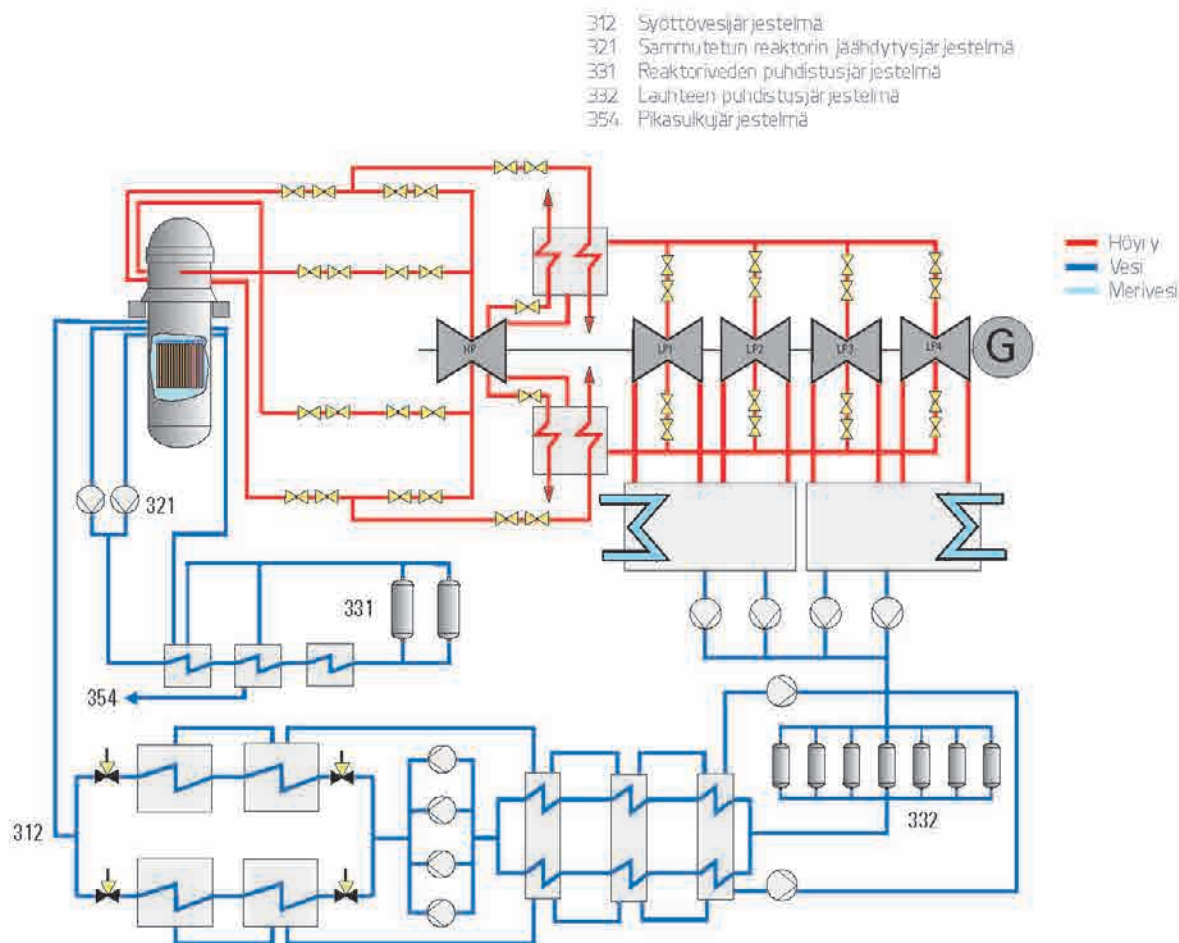 312 Syöttövesijärjestelmä
321 Sammutetun reaktorin jäähdytysjärjestelmä
331 Reaktoriveden puhdistusjärjestelmä
332 Lauhteen puhdistusjärjestelmä
354 Pikasulkujärjestelmä
Höyry
Vesi
Merivesi
HP
LP1
LP2
LP3
LP4
G
321
331
354
312
332